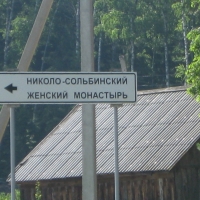 НИКОЛО-СОЛЬБИНСКИЙ
ЖЕНСКИЙ МОНАСТЫРЬ